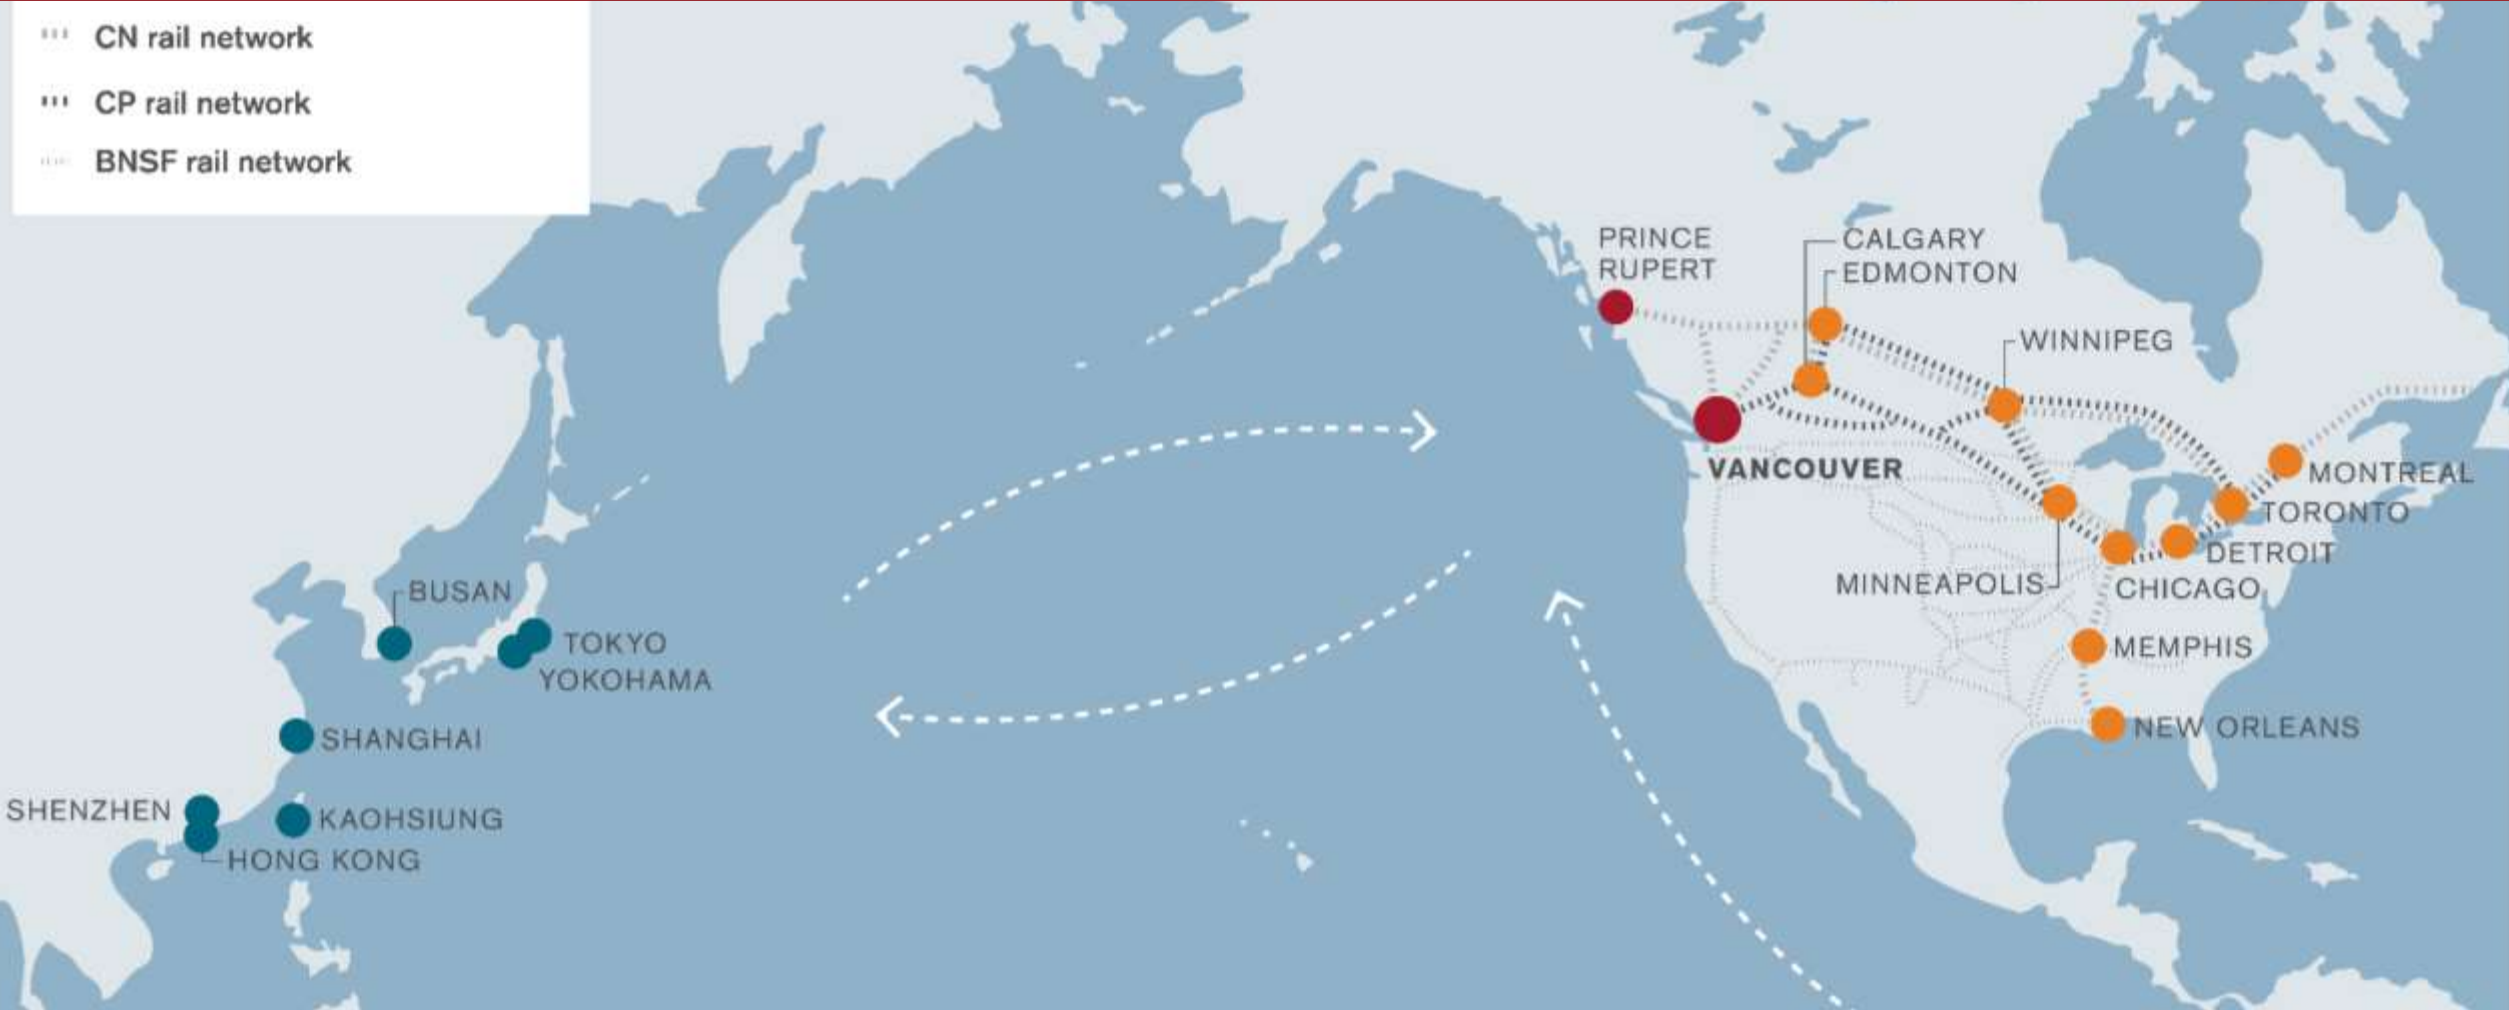 CN rail network
CP rail network
BNSF rail network
PRINCE
RUPERT
CALGARY
EDMONTON
WINNIPEG
VANCOUVER
MONTREAL
TORONTO
DETROIT
MINNEAPOLIS
CHICAGO
BUSAN
TOKYO
YOKOHAMA
MEMPHIS
SHANGHAI
NEW ORLEANS
SHENZHEN
KAOHSIUNG
HONG KONG